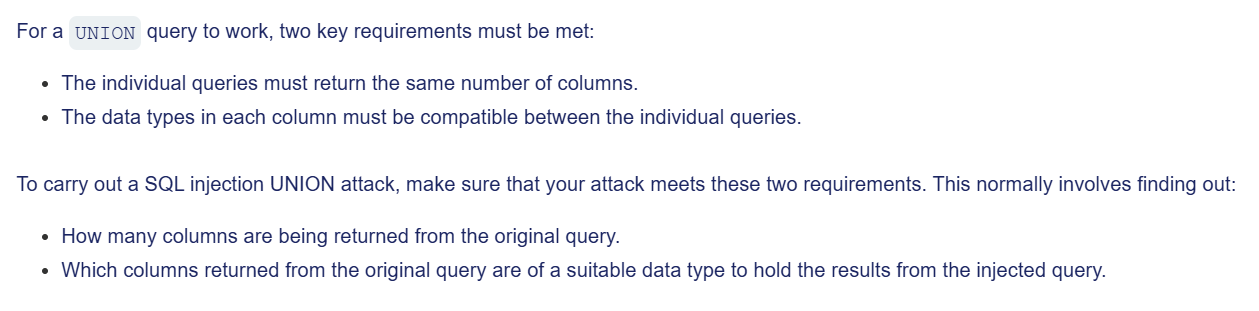 For a UNION query to work, two key requirements must be met:
• The individual queries must return the same number of columns.
• The data types in each column must be compatible between the individual queries.
To carry out a SQL injection UNION attack, make sure that your attack meets these two requirements. This normally involves finding out:
• How many columns are being returned from the original query.
• Which columns returned from the original query are of a suitable data type to hold the results from the injected query.